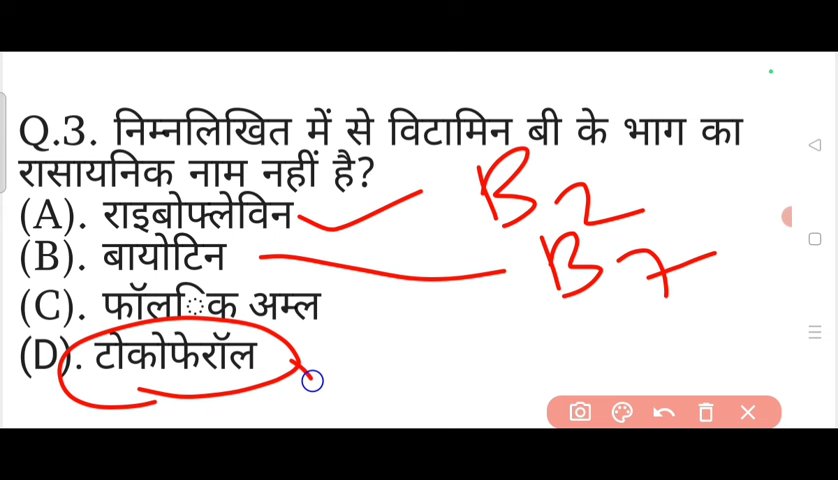 Q.3. निम्नलिखित में से विटामिन बी के भाग का
रासायनिक नाम नहीं है?
(A). राइबोफ्लेविन B2
(B). बायोटिन B7
(C). फॉलिक अम्ल
(D). टोकोफेरॉल